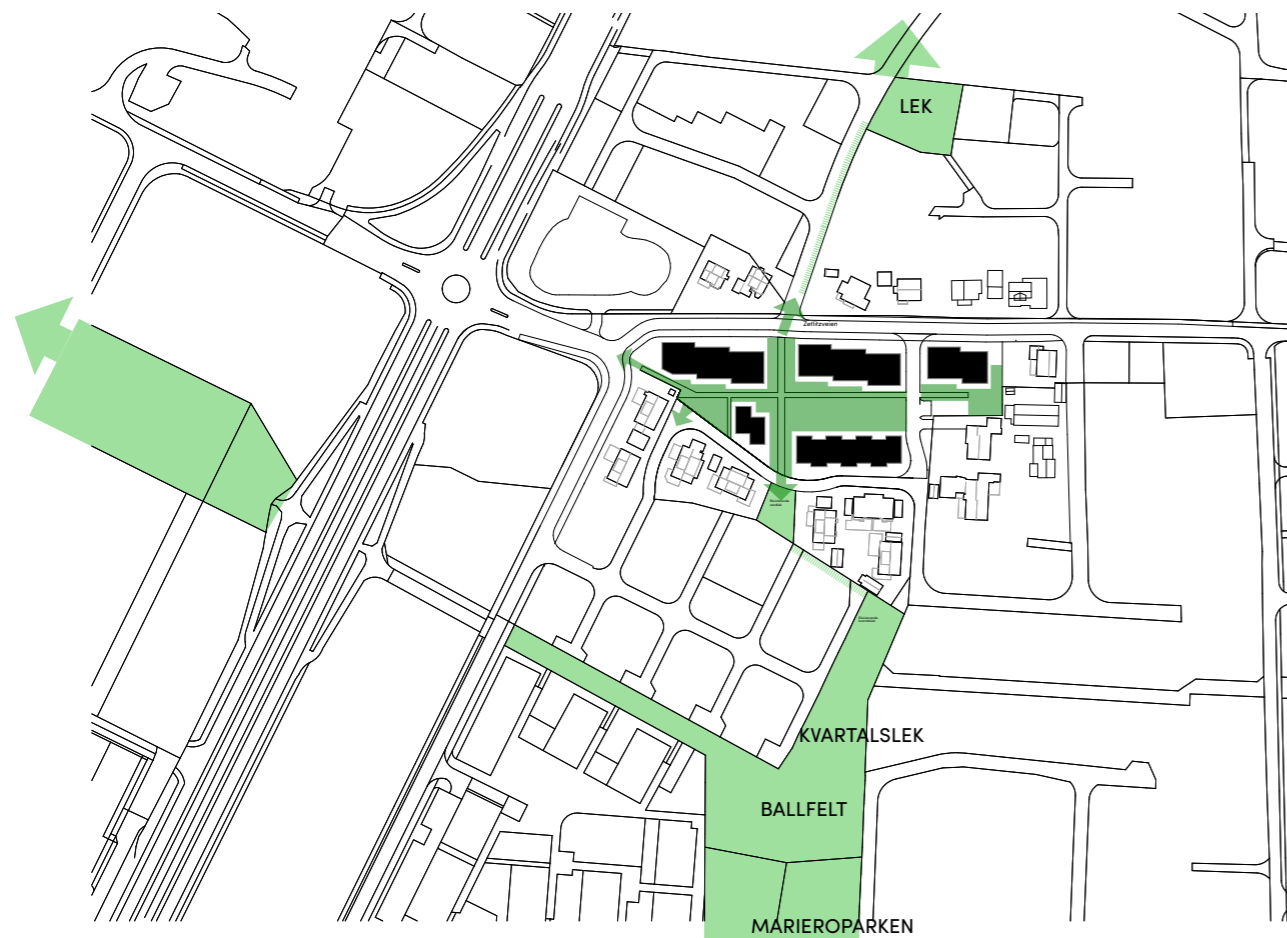 LEK
Zetlitzveien
KVARTALSLEK
BALLFELT
MARIEROPARKEN